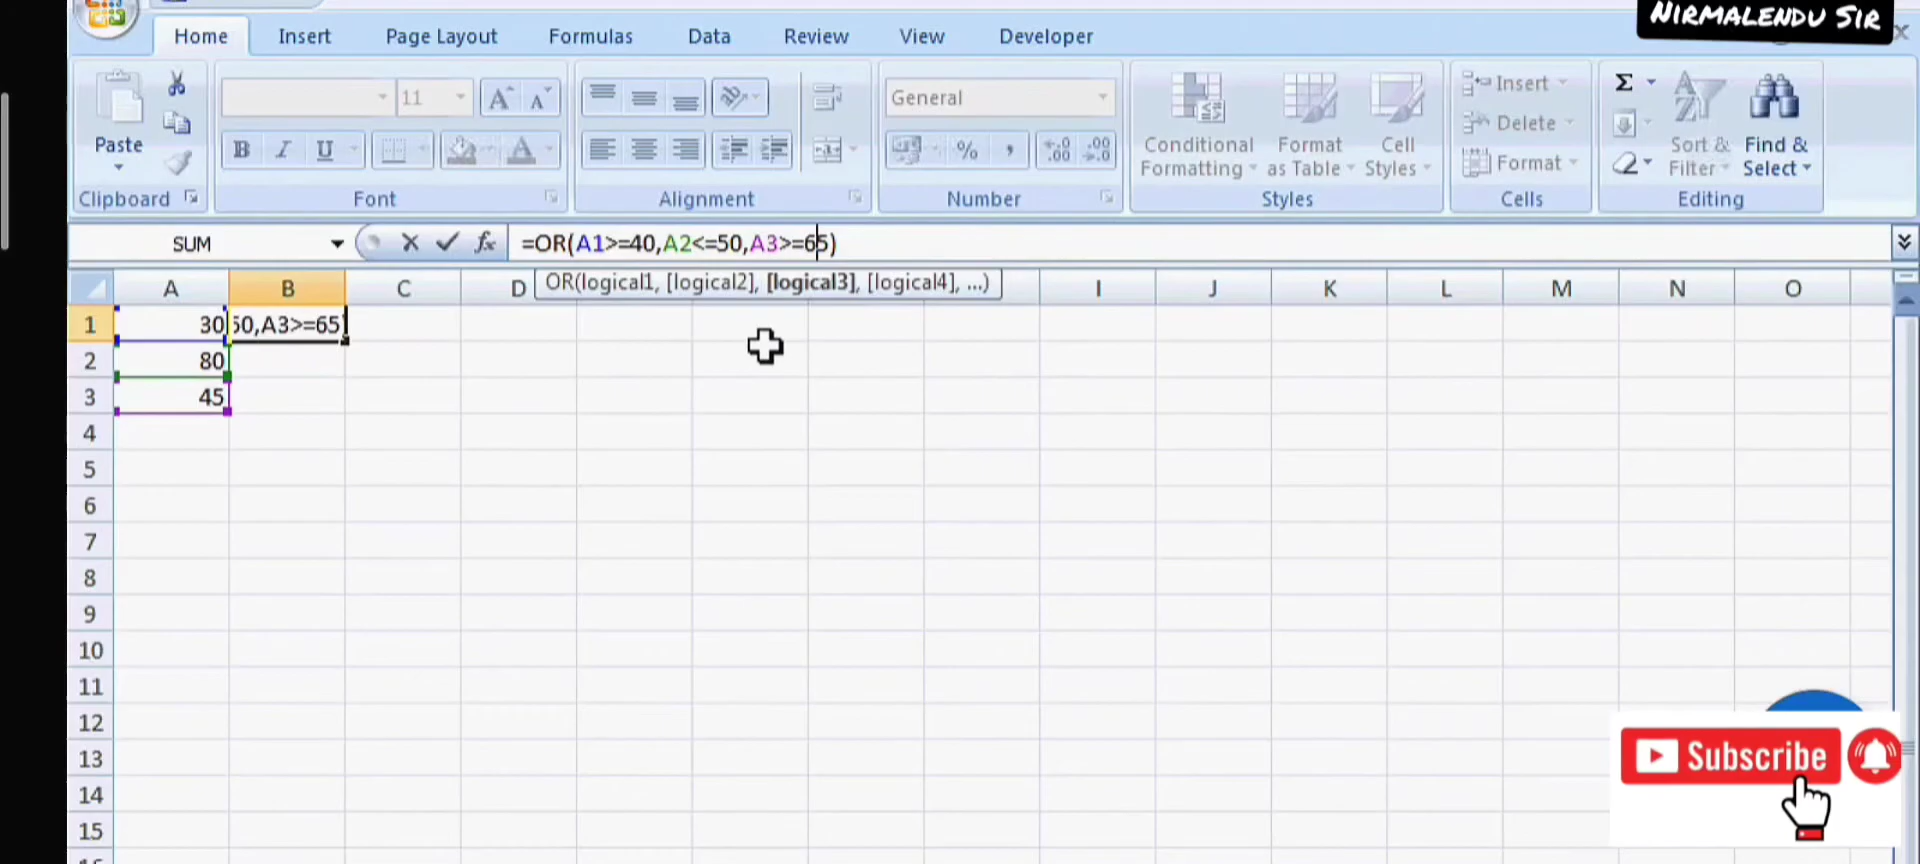 NIRMALENDU SIR
Home Insert Page Layout Formulas Data Review View Developer
Paste
Clipboard
11
B I U A
Font
Alignment
General
%
Number
Conditional Formatting
Format as Table
Cell Styles
Styles
Insert
Delete
Format
Cells
Σ
Sort & Filter
Find & Select
Editing
SUM fx =OR(A1>=40,A2<=50,A3>=65)
OR(logical1, [logical2], [logical3], [logical4], ...)
A B C D I J K L M N O
1 30 50,A3>=65
2 80
3 45
4
5
6
7
8
9
10
11
12
13
14
15
Subscribe